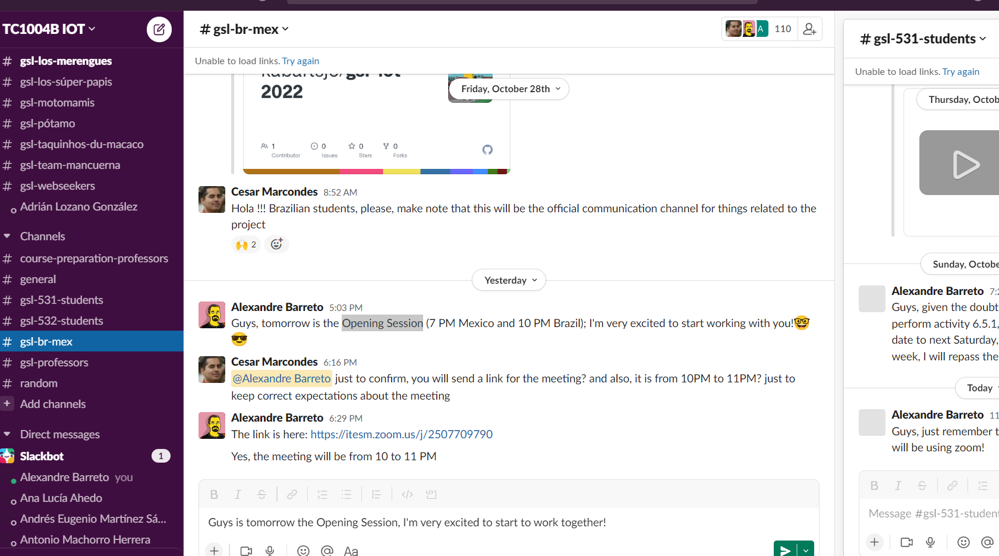 TC1004B IOT
# gsl-los-merengues
# gsl-los-súper-papis
# gsl-motomamis
# gsl-pótamo
# gsl-taquinhos-du-macaco
# gsl-team-mancuerna
# gsl-webseekers
Adrián Lozano González
Channels
# course-preparation-professors
# general
# gsl-531-students
# gsl-532-students
# gsl-br-mex
# gsl-professors
# random
+ Add channels
Direct messages
Slackbot 1
Alexandre Barreto you
Ana Lucía Ahedo
Andrés Eugenio Martínez Sá...
Antonio Machorro Herrera
# gsl-br-mex
A 110
Unable to load links. Try again
2022
Friday, October 28th
1 Contributor
0 Issues
0 Stars
0 Forks
Cesar Marcondes 8:52 AM
Hola !!! Brazilian students, please, make note that this will be the official communication channel for things related to the
project
2
Yesterday
Alexandre Barreto 5:03 PM
Guys, tomorrow is the Opening Session (7 PM Mexico and 10 PM Brazil); I'm very excited to start working with you!🤓
😎
Cesar Marcondes 6:16 PM
@Alexandre Barreto just to confirm, you will send a link for the meeting? and also, it is from 10PM to 11PM? just to
keep correct expectations about the meeting
Alexandre Barreto 6:29 PM
The link is here: https://itesm.zoom.us/j/2507709790
Yes, the meeting will be from 10 to 11 PM
B I S
Guys is tomorrow the Opening Session, I'm very excited to start to work together!
+ @ Aa
# gsl-531-students
Unable to load links. Try again
Thursday, Octob
Sunday, Octobe
Alexandre Barreto 7:2
Guys, given the doubt
perform activity 6.5.1,
date to next Saturday,
week, I will repass the
Today
Alexandre Barreto 11
Guys, just remember t
will be using zoom!
B I S
Message #gsl-531-student
+ @